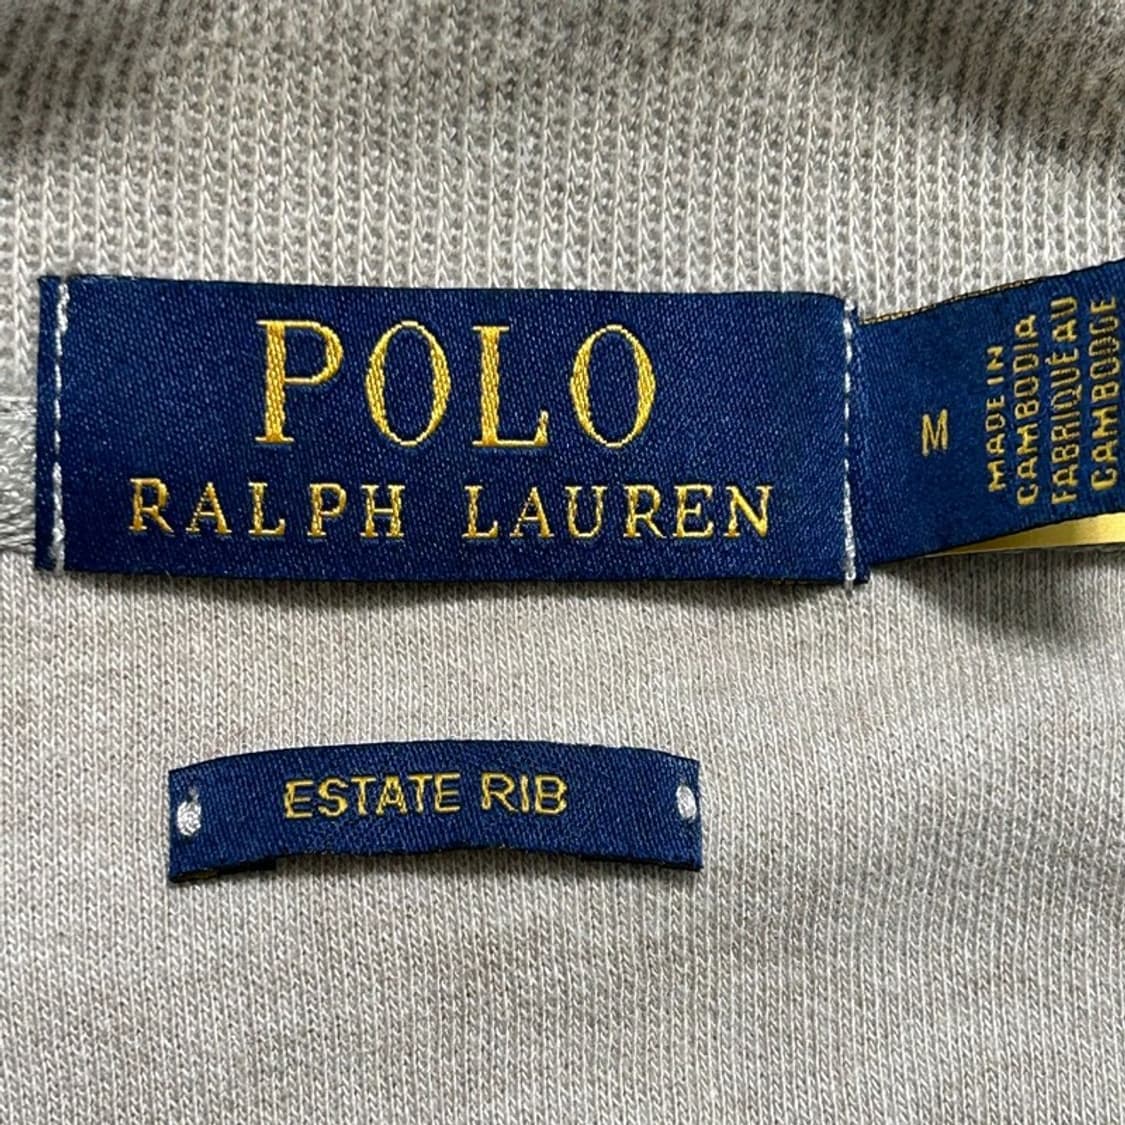 POLO
RALPH LAUREN
M
MADE IN
CAMBODIA
FABRIQUÉ AU
CAMBODGE
ESTATE RIB